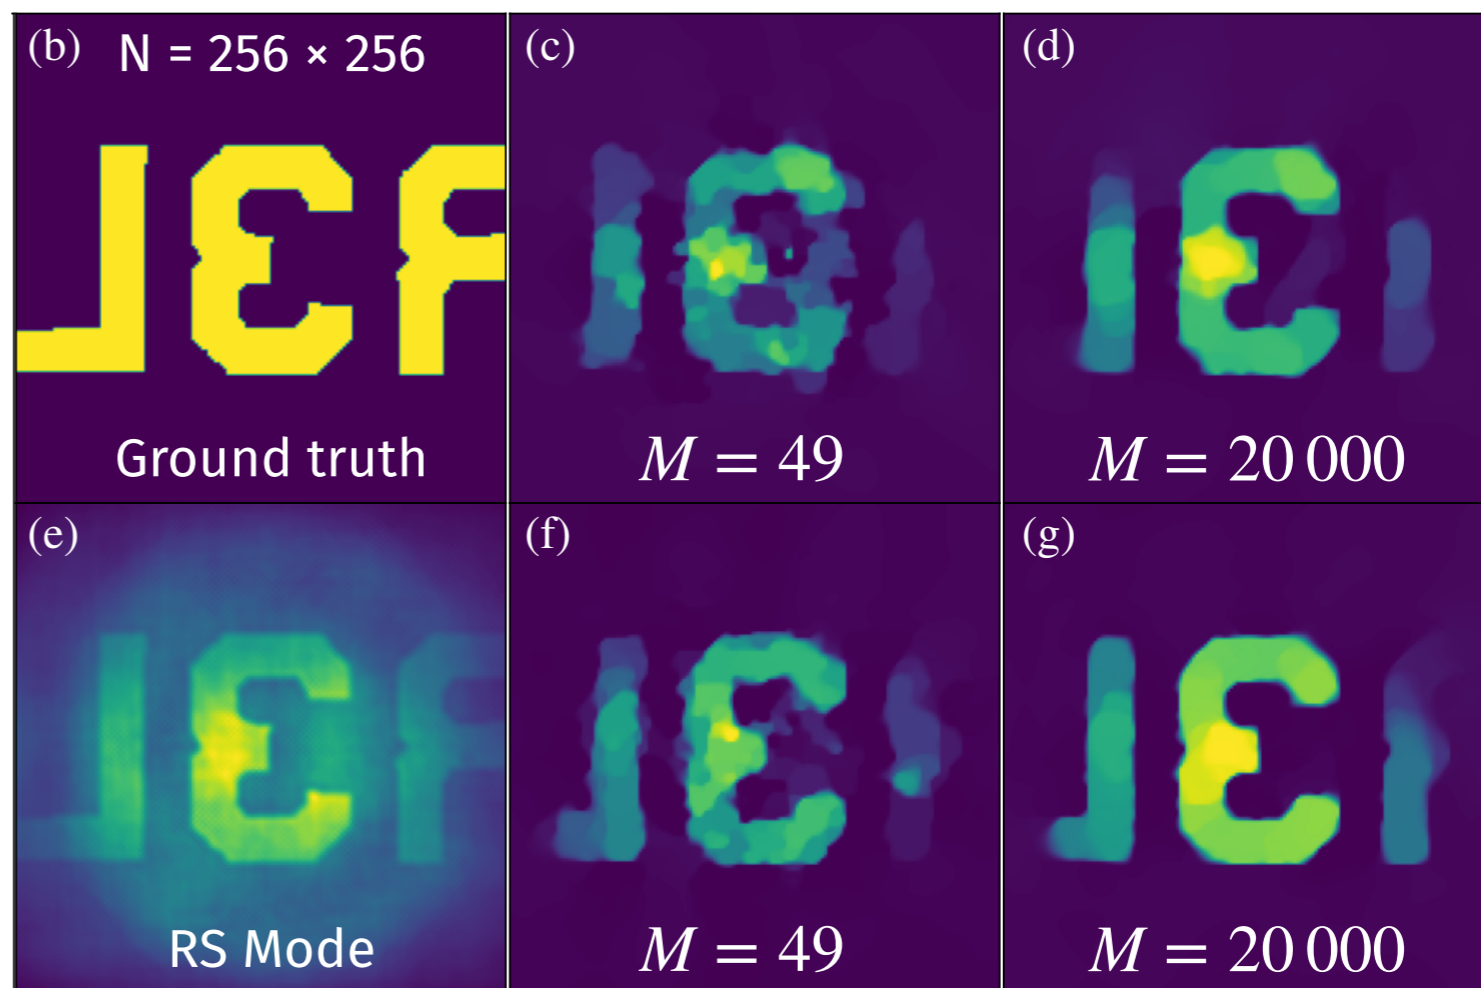 (b) N = 256 × 256
Ground truth
(c)
M = 49
(d)
M = 20 000
(e)
RS Mode
(f)
M = 49
(g)
M = 20 000